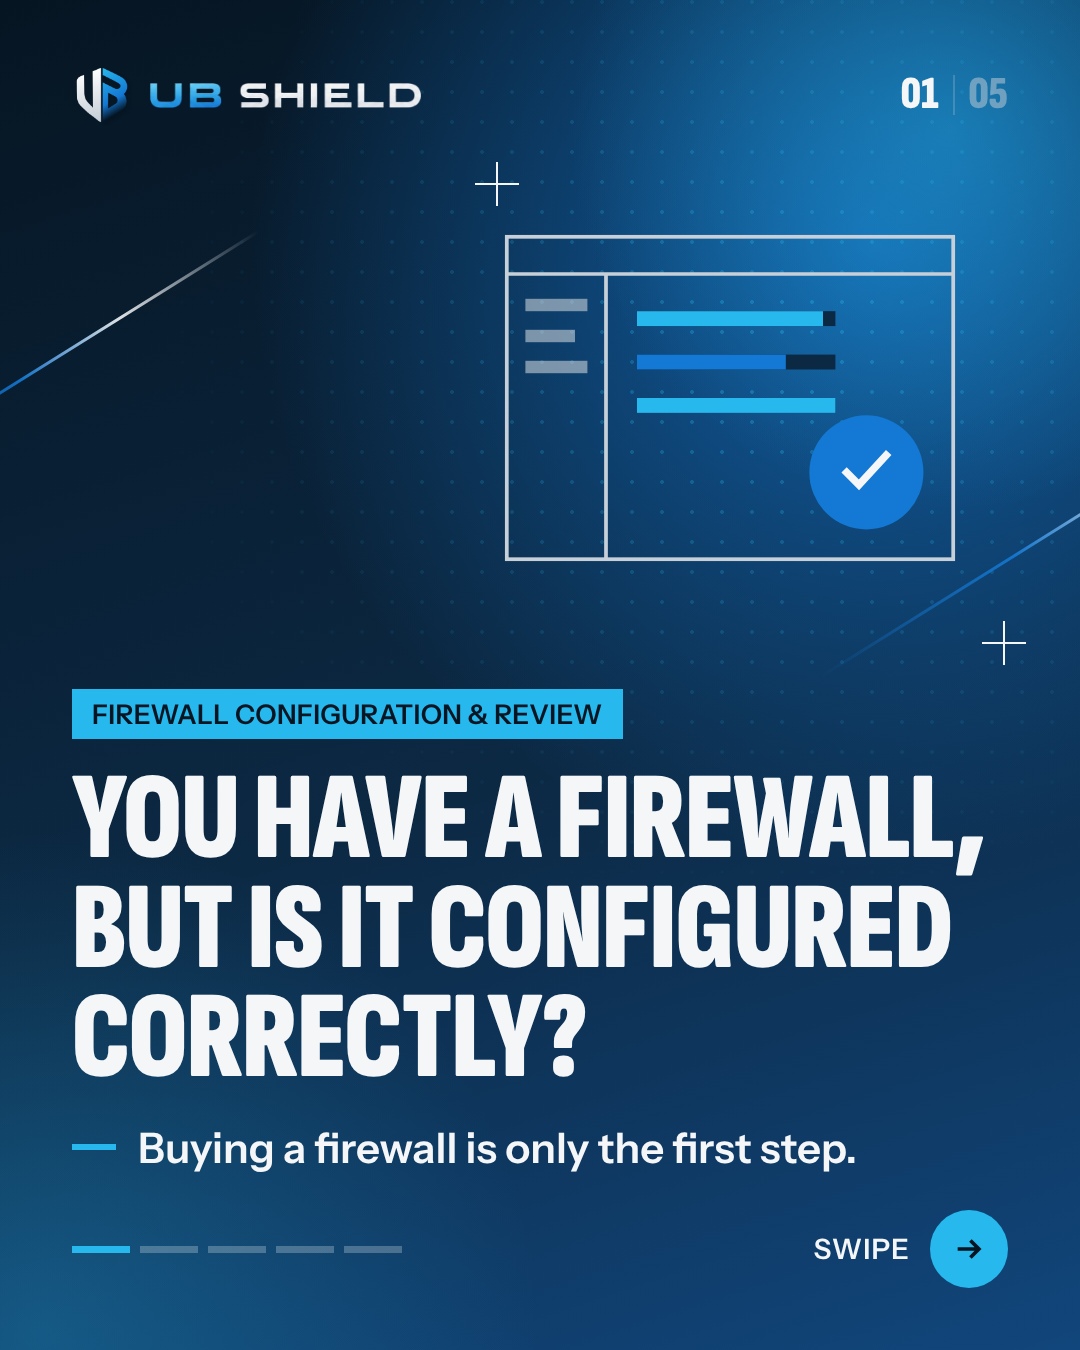 UB SHIELD
01 | 05
FIREWALL CONFIGURATION & REVIEW
YOU HAVE A FIREWALL,
BUT IS IT CONFIGURED
CORRECTLY?
Buying a firewall is only the first step.
SWIPE